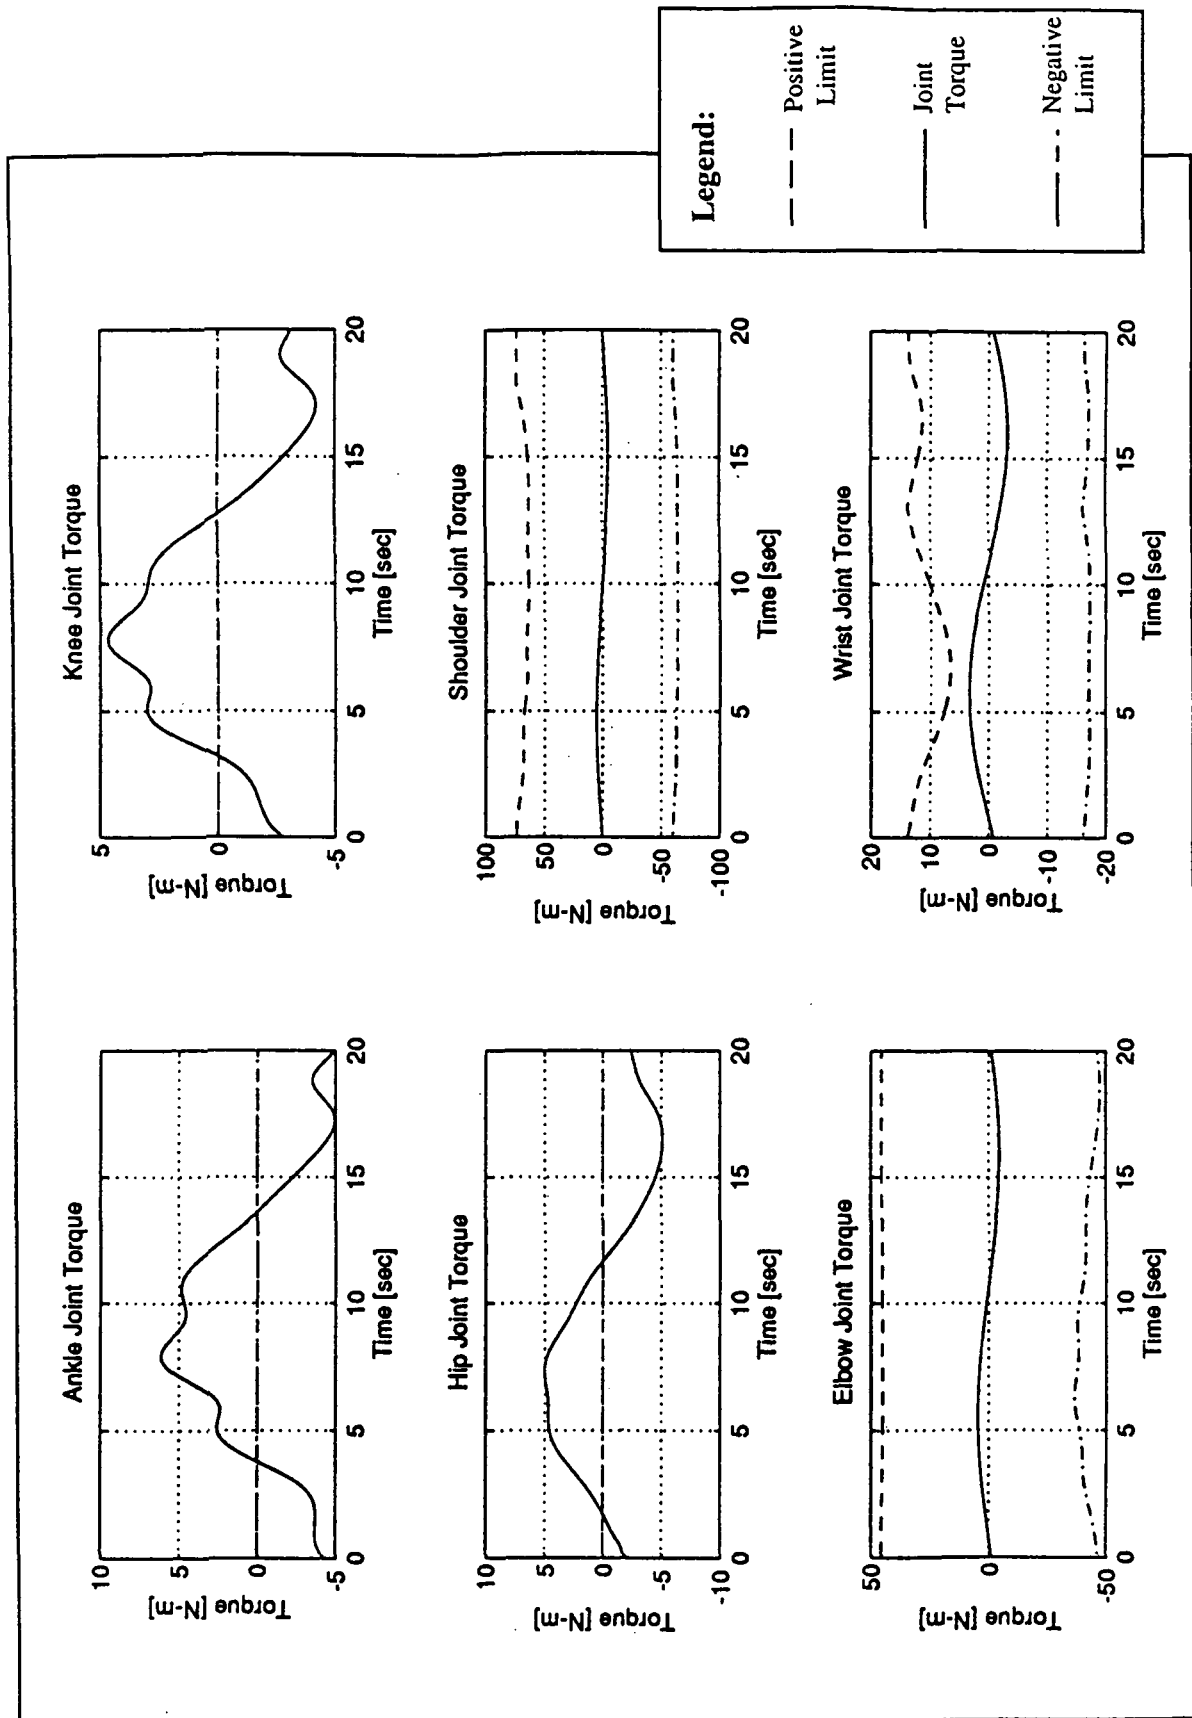 Ankle Joint Torque
10
5
0
-5
Torque [N-m]
0
5
10
15
20
Time [sec]
Knee Joint Torque
5
0
-5
Torque [N-m]
0
5
10
15
20
Time [sec]
Hip Joint Torque
10
5
0
-5
-10
Torque [N-m]
0
5
10
15
20
Time [sec]
Shoulder Joint Torque
100
50
0
-50
-100
Torque [N-m]
0
5
10
15
20
Time [sec]
Elbow Joint Torque
50
0
-50
Torque [N-m]
0
5
10
15
20
Time [sec]
Wrist Joint Torque
20
10
0
-10
-20
Torque [N-m]
0
5
10
15
20
Time [sec]
Legend:
Positive
Limit
Joint
Torque
Negative
Limit